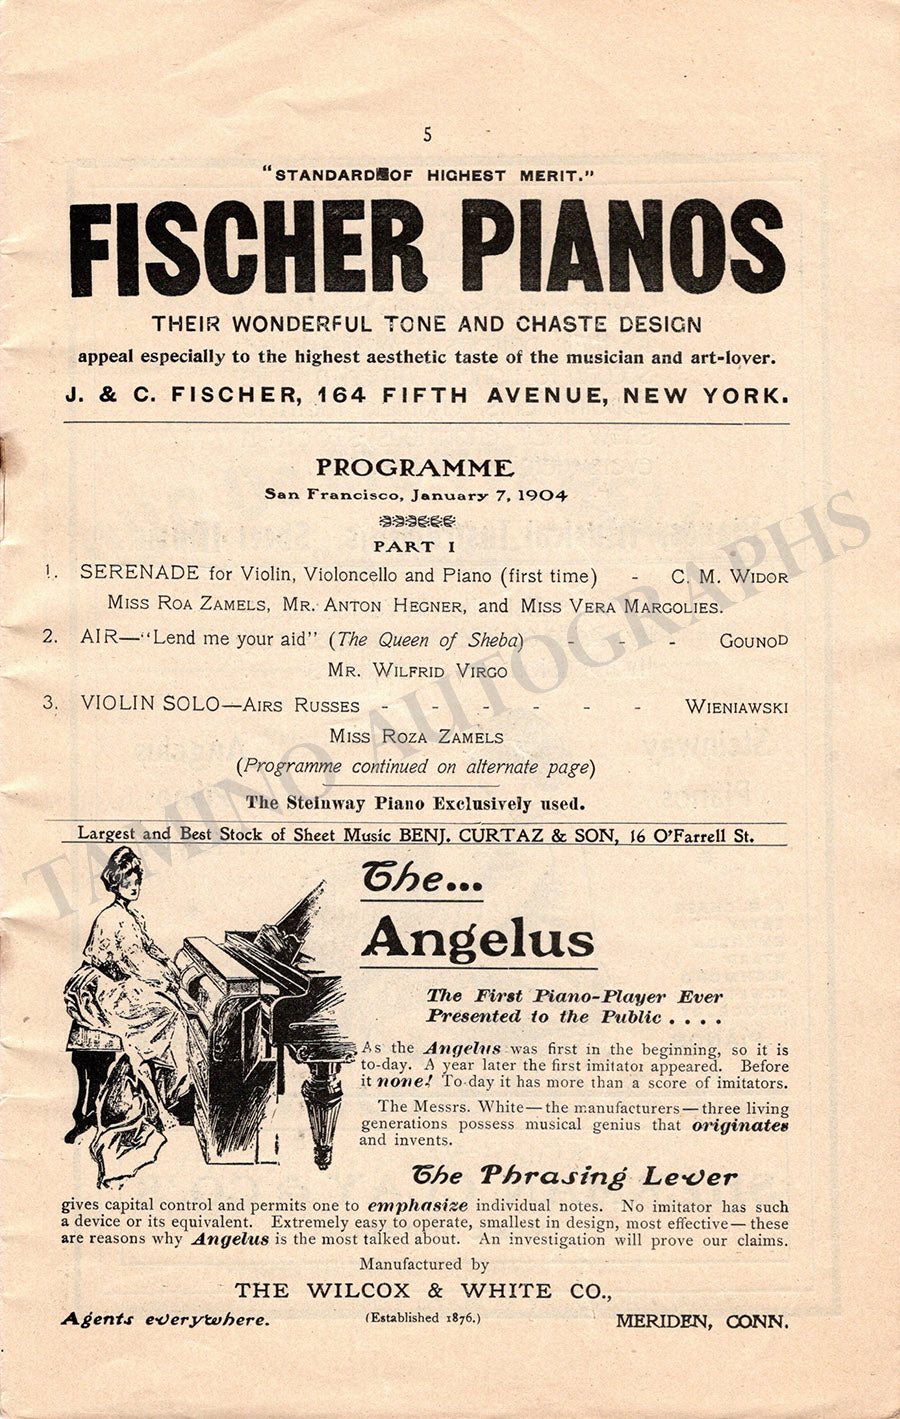 5
"STANDARD OF HIGHEST MERIT."
FISCHER PIANOS
THEIR WONDERFUL TONE AND CHASTE DESIGN
appeal especially to the highest aesthetic taste of the musician and art-lover.
J. & C. FISCHER, 164 FIFTH AVENUE, NEW YORK.
PROGRAMME
San Francisco, January 7, 1904
PART I
1. SERENADE for Violin, Violoncello and Piano (first time) - C. M. WIDOR
MISS ROA ZAMELS, MR. ANTON HEGNER, and MISS VERA MARGOLIES.
2. AIR—"Lend me your aid" (The Queen of Sheba) - - - GOUNOD
MR. WILFRID VIRGO
3. VIOLIN SOLO—AIRS RUSSES - - - - - - WIENIAWSKI
MISS ROZA ZAMELS
(Programme continued on alternate page)
The Steinway Piano Exclusively used.
Largest and Best Stock of Sheet Music BENJ. CURTAZ & SON, 16 O'Farrell St.
The...
Angelus
The First Piano-Player Ever
Presented to the Public . . . .
As the Angelus was first in the beginning, so it is
to-day. A year later the first imitator appeared. Before
it none! To-day it has more than a score of imitators.
The Messrs. White—the manufacturers—three living
generations possess musical genius that originates
and invents.
The Phrasing Lever
gives capital control and permits one to emphasize individual notes. No imitator has such
a device or its equivalent. Extremely easy to operate, smallest in design, most effective—these
are reasons why Angelus is the most talked about. An investigation will prove our claims.
Manufactured by
THE WILCOX & WHITE CO.,
Agents everywhere. (Established 1876.) MERIDEN, CONN.
TAMINO AUTOGRAPHS